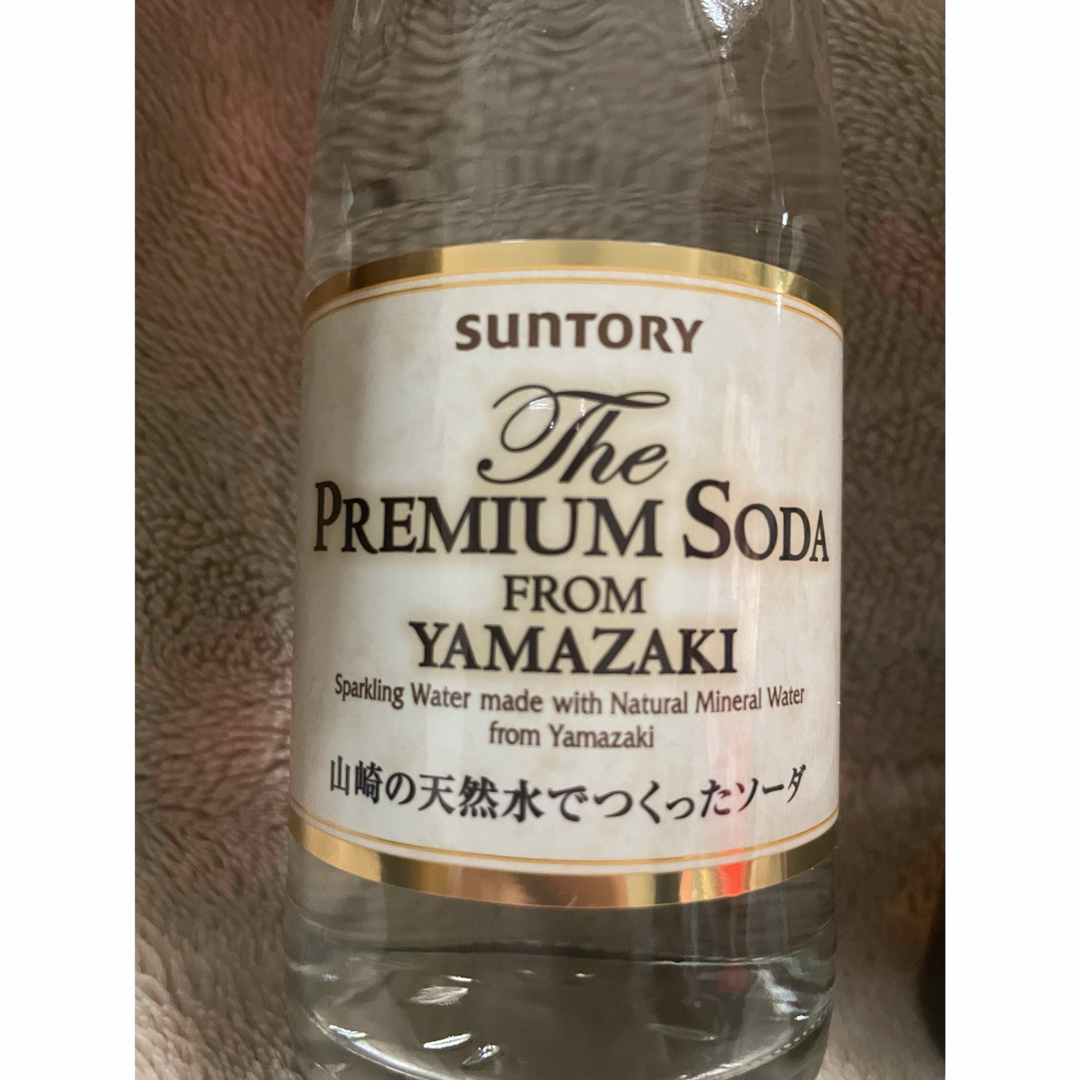 SUNTORY
The
PREMIUM SODA
FROM
YAMAZAKI
Sparkling Water made with Natural Mineral Water
from Yamazaki
山崎の天然水でつくったソーダ